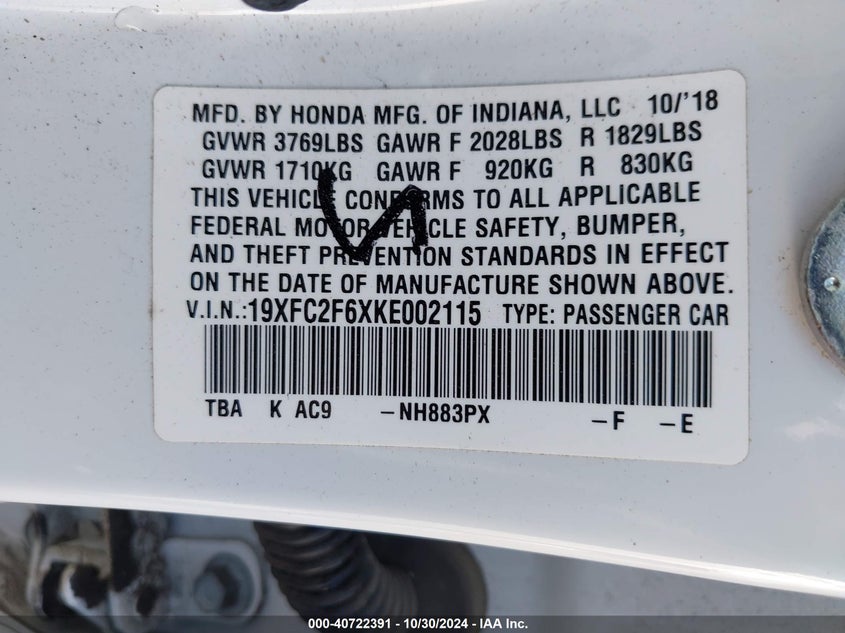 MFD. BY HONDA MFG. OF INDIANA, LLC 10/'18
GVWR 3769LBS GAWR F 2028LBS R 1829LBS
GVWR 1710KG GAWR F 920KG R 830KG
THIS VEHICLE CONFORMS TO ALL APPLICABLE
FEDERAL MOTOR VEHICLE SAFETY, BUMPER,
AND THEFT PREVENTION STANDARDS IN EFFECT
ON THE DATE OF MANUFACTURE SHOWN ABOVE.
V.I.N.:19XFC2F6XKE002115 TYPE: PASSENGER CAR
TBA K AC9 –NH883PX –F –E
000-40722391 - 10/30/2024 - IAA Inc.